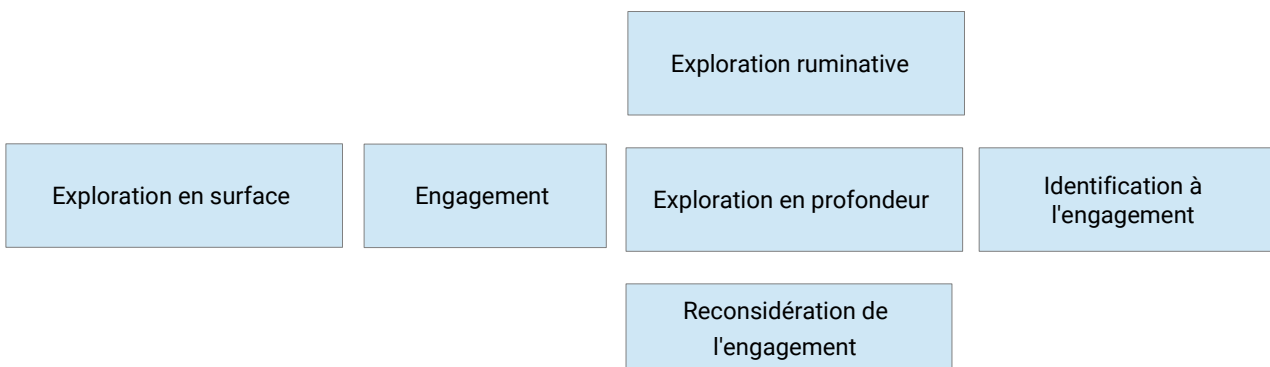 Exploration ruminative
Exploration en surface
Engagement
Exploration en profondeur
Identification à
l'engagement
Reconsidération de
l'engagement